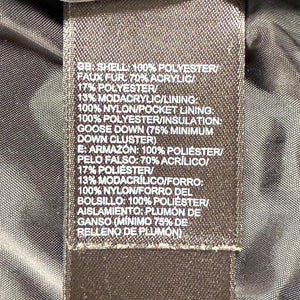 GB: SHELL: 100% POLYESTER/
FAUX FUR: 70% ACRYLIC/
17% POLYESTER/
13% MODACRYLIC/LINING:
100% NYLON/POCKET LINING:
100% POLYESTER/INSULATION:
GOOSE DOWN (75% MINIMUM
DOWN CLUSTER)
E: ARMAZÓN: 100% POLIÉSTER/
PELO FALSO: 70% ACRÍLICO/
17% POLIÉSTER/
13% MODACRÍLICO/FORRO:
100% NYLON/FORRO DEL
BOLSILLO: 100% POLIÉSTER/
AISLAMIENTO: PLUMÓN DE
GANSO (MÍNIMO 75% DE
RELLENO DE PLUMÓN)